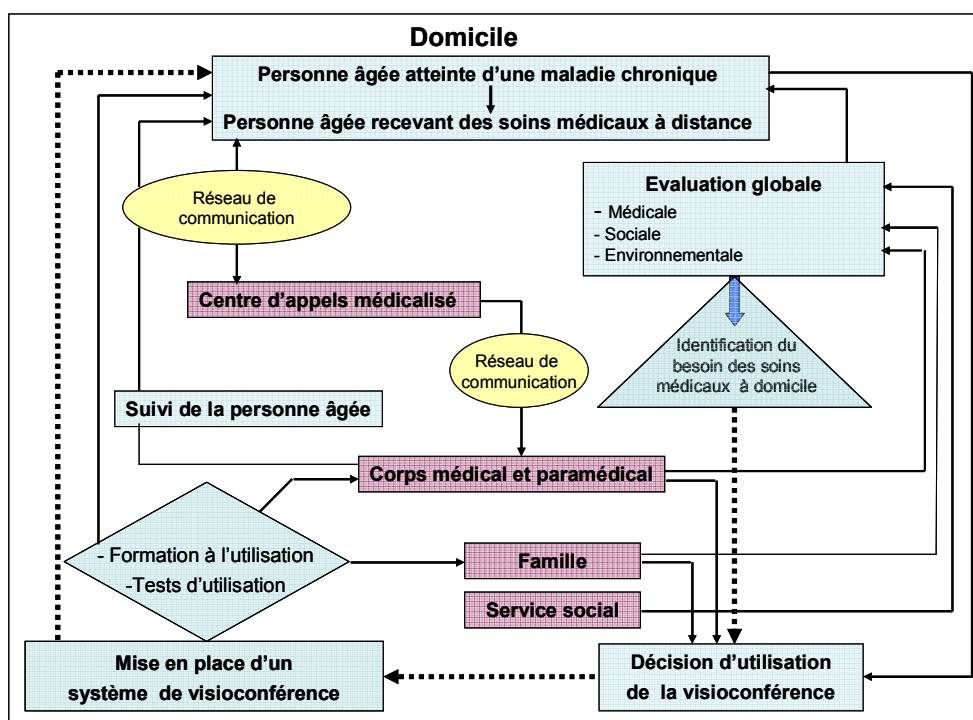 Domicile
Personne âgée atteinte d'une maladie chronique
Personne âgée recevant des soins médicaux à distance
Réseau de
communication
Evaluation globale
- Médicale
- Sociale
- Environnementale
Centre d'appels médicalisé
Identification du
besoin des soins
médicaux à domicile
Réseau de
communication
Suivi de la personne âgée
Corps médical et paramédical
- Formation à l'utilisation
-Tests d'utilisation
Famille
Service social
Mise en place d'un
système de visioconférence
Décision d'utilisation
de la visioconférence